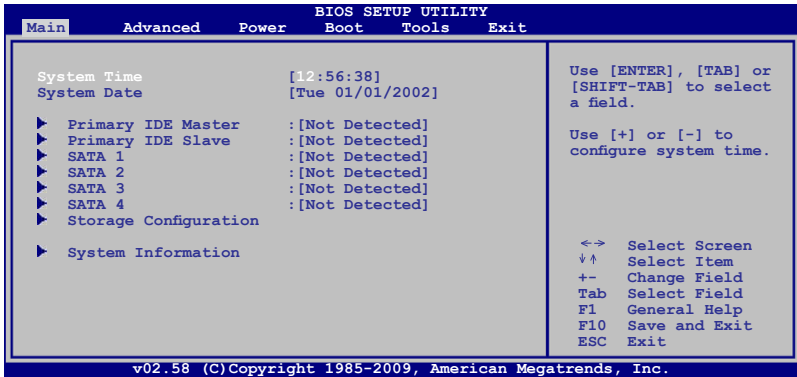 BIOS SETUP UTILITY
Main Advanced Power Boot Tools Exit
System Time [12:56:38]
System Date [Tue 01/01/2002]
Primary IDE Master :[Not Detected]
Primary IDE Slave :[Not Detected]
SATA 1 :[Not Detected]
SATA 2 :[Not Detected]
SATA 3 :[Not Detected]
SATA 4 :[Not Detected]
Storage Configuration
System Information
Use [ENTER], [TAB] or
[SHIFT-TAB] to select
a field.
Use [+] or [-] to
configure system time.
←→ Select Screen
↓↑ Select Item
+- Change Field
Tab Select Field
F1 General Help
F10 Save and Exit
ESC Exit
v02.58 (C)Copyright 1985-2009, American Megatrends, Inc.